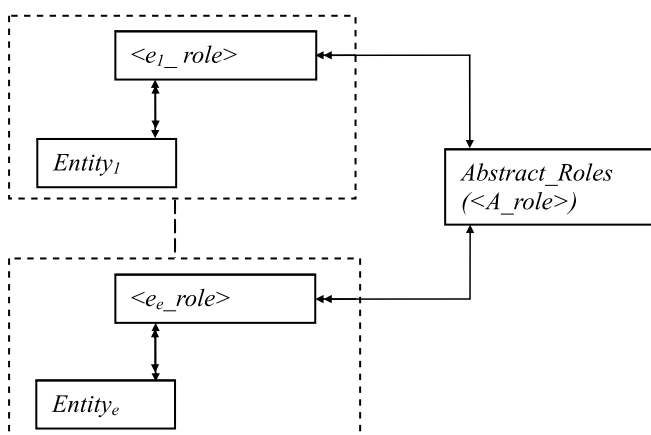 <e₁_ role>
Entity₁
Abstract_Roles
(<A_role>)
<eₑ_role>
Entityₑ